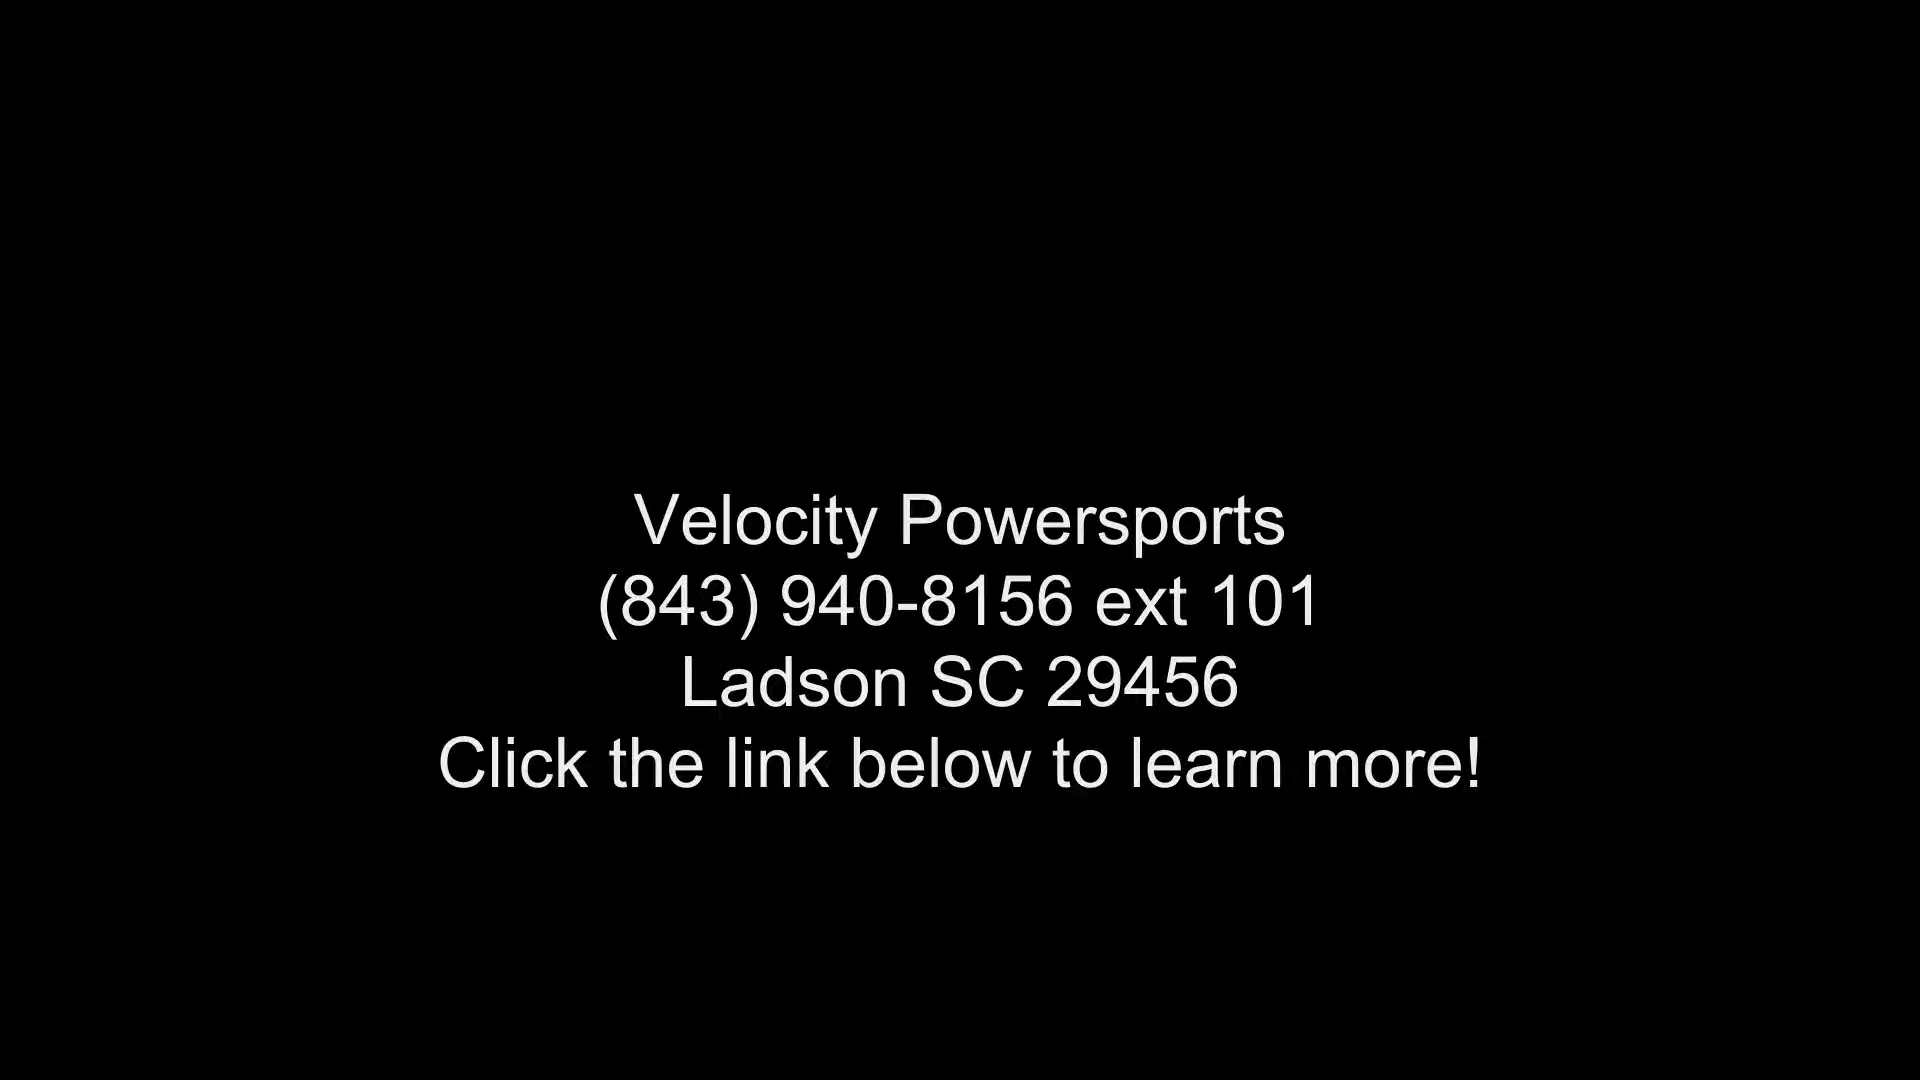 Velocity Powersports
(843) 940-8156 ext 101
Ladson SC 29456
Click the link below to learn more!